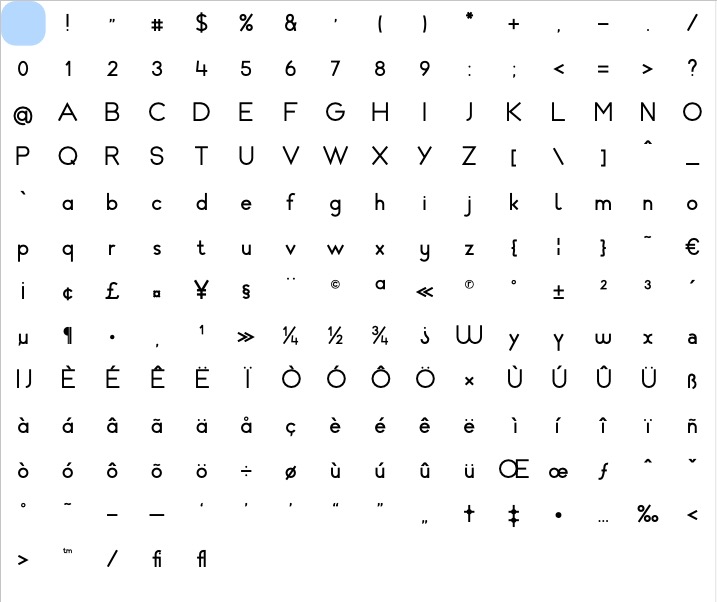 ! " # $ % & ' ( ) * + , – . /
0 1 2 3 4 5 6 7 8 9 : ; < = > ?
@ A B C D E F G H I J K L M N O
P Q R S T U V W X Y Z [ \ ] ˆ _
` a b c d e f g h i j k l m n o
p q r s t u v w x y z { ¦ } ˜ €
i ¢ £ ¤ ¥ § ¨ © ª ≪ ® ° ± ² ³ ´
µ ¶ • , ¹ ≫ ¼ ½ ¾ y y w x a
IJ È É Ê Ë Ï Ò Ó Ô Ö × Ù Ú Û Ü ß
à á â ã ä å ç è é ê ë ì í î ï ñ
ò ó ô õ ö ÷ ø ù ú û ü Œ œ ƒ ˆ ˇ
° ˜ – — ‘ ’ ’ “ ” „ † ‡ • … ‰ <
> ™ / fi fl